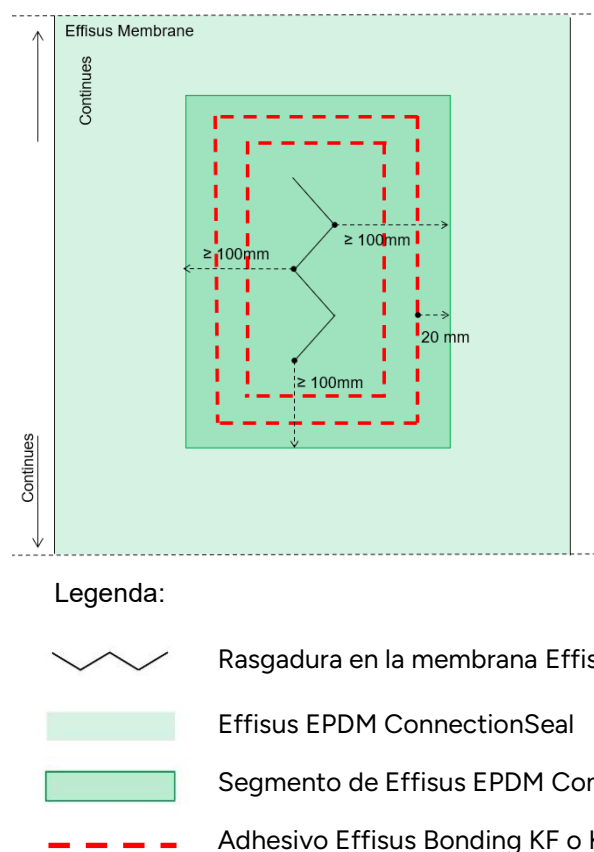 Effisus Membrane
Continues
≥ 100mm
≥ 100mm
20 mm
≥ 100mm
Continues
Legenda:
Rasgadura en la membrana
Effisus EPDM ConnectionSeal
Segmento de Effisus EPDM
Adhesivo Effisus Bonding KF o